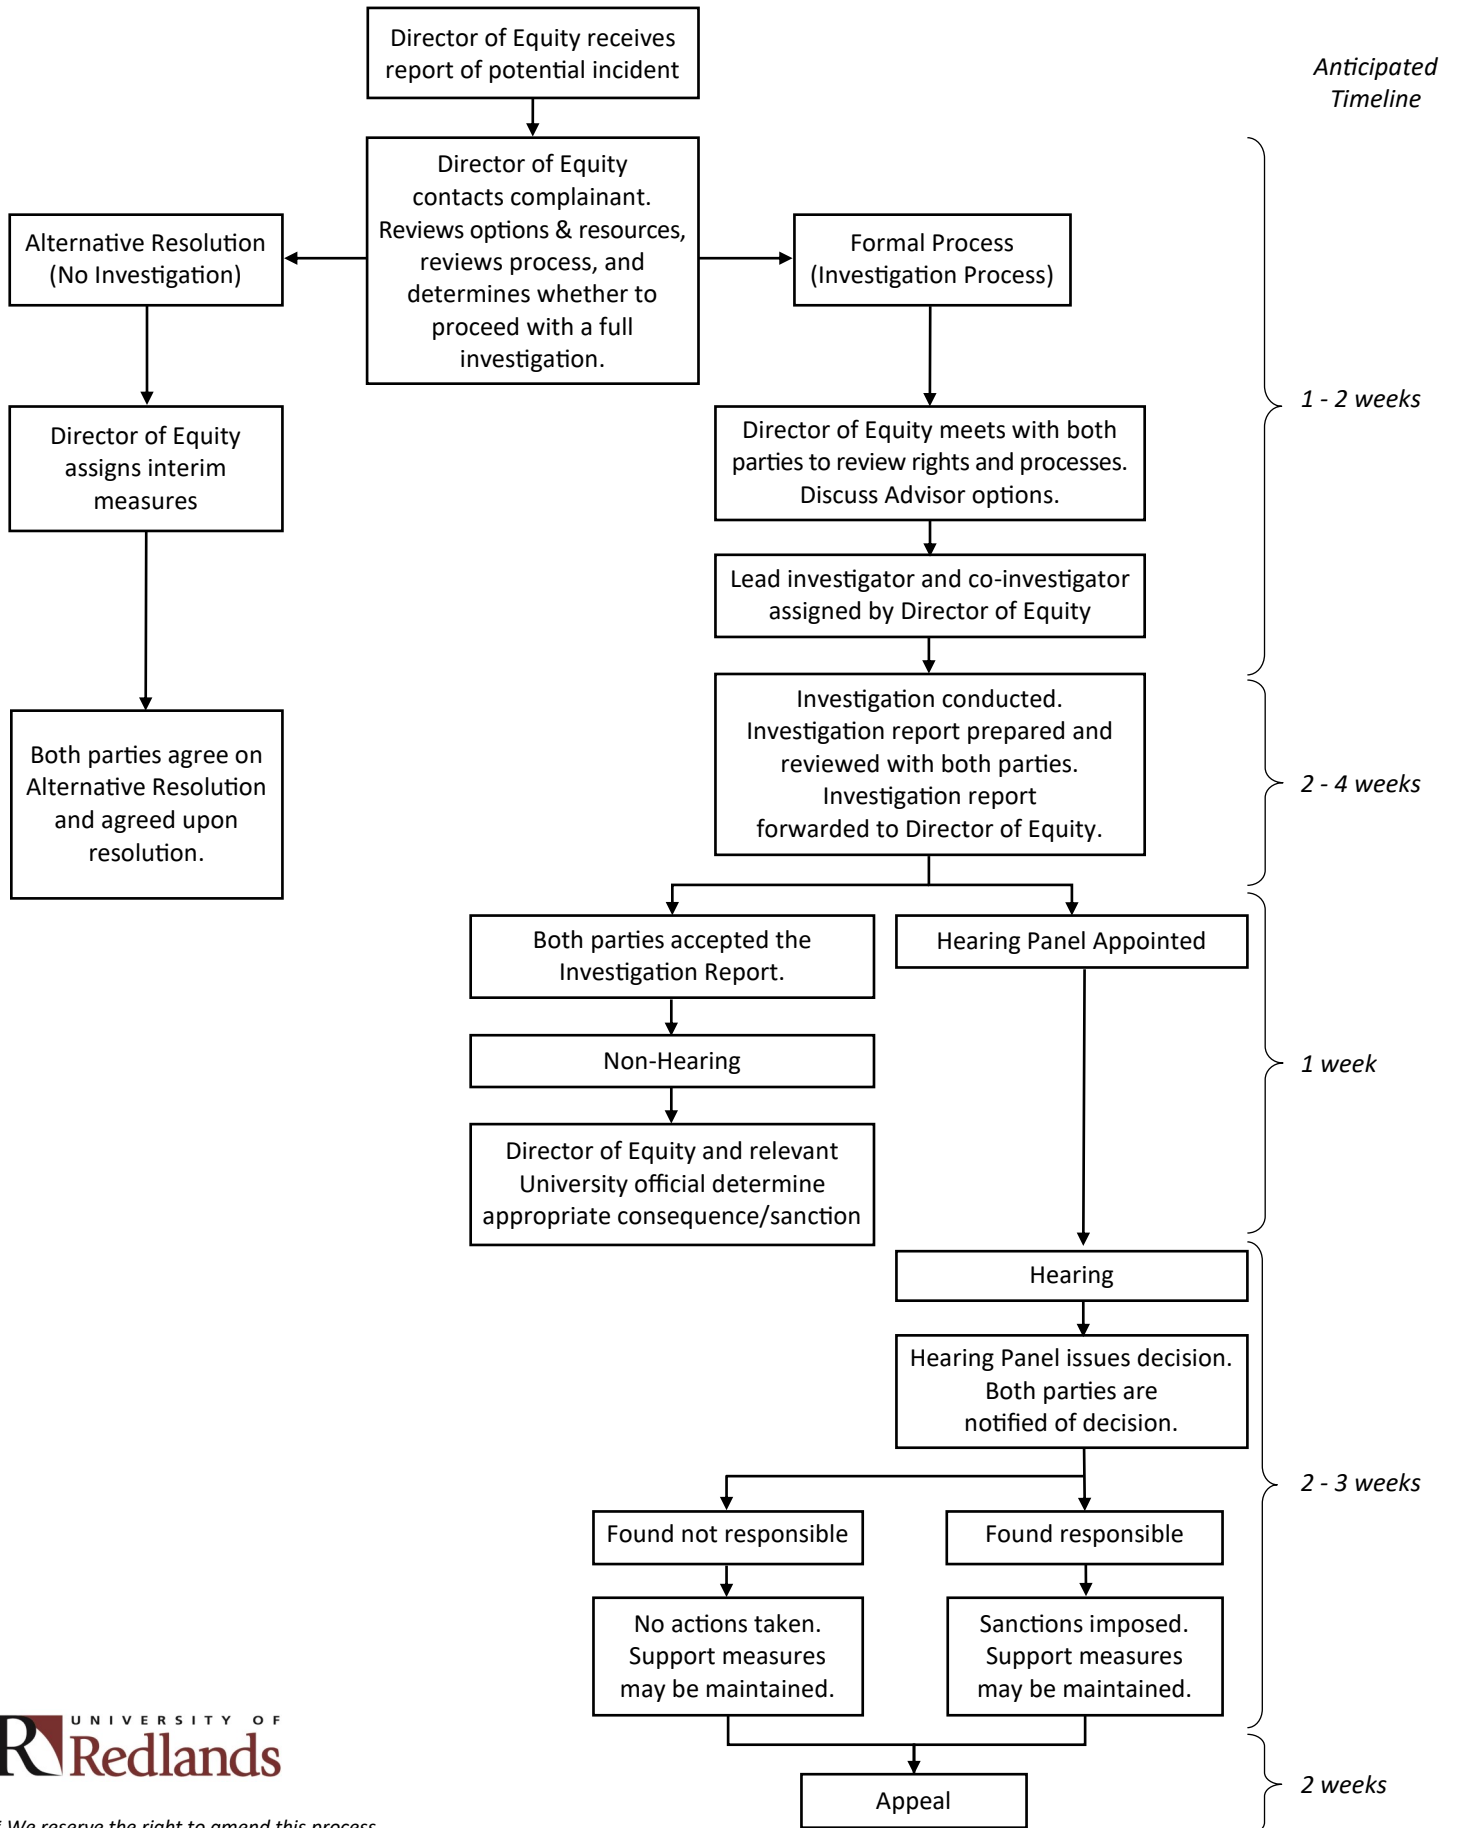 Director of Equity receives
report of potential incident
Anticipated
Timeline
Director of Equity
contacts complainant.
Reviews options & resources,
reviews process, and
determines whether to
proceed with a full
investigation.
Alternative Resolution
(No Investigation)
Formal Process
(Investigation Process)
1 - 2 weeks
Director of Equity
assigns interim
measures
Director of Equity meets with both
parties to review rights and processes.
Discuss Advisor options.
Lead investigator and co-investigator
assigned by Director of Equity
Both parties agree on
Alternative Resolution
and agreed upon
resolution.
Investigation conducted.
Investigation report prepared and
reviewed with both parties.
Investigation report
forwarded to Director of Equity.
2 - 4 weeks
Both parties accepted the
Investigation Report.
Hearing Panel Appointed
Non-Hearing
1 week
Director of Equity and relevant
University official determine
appropriate consequence/sanction
Hearing
Hearing Panel issues decision.
Both parties are
notified of decision.
2 - 3 weeks
Found not responsible
Found responsible
No actions taken.
Support measures
may be maintained.
Sanctions imposed.
Support measures
may be maintained.
R UNIVERSITY OF
Redlands
Appeal
2 weeks
* We reserve the right to amend this process